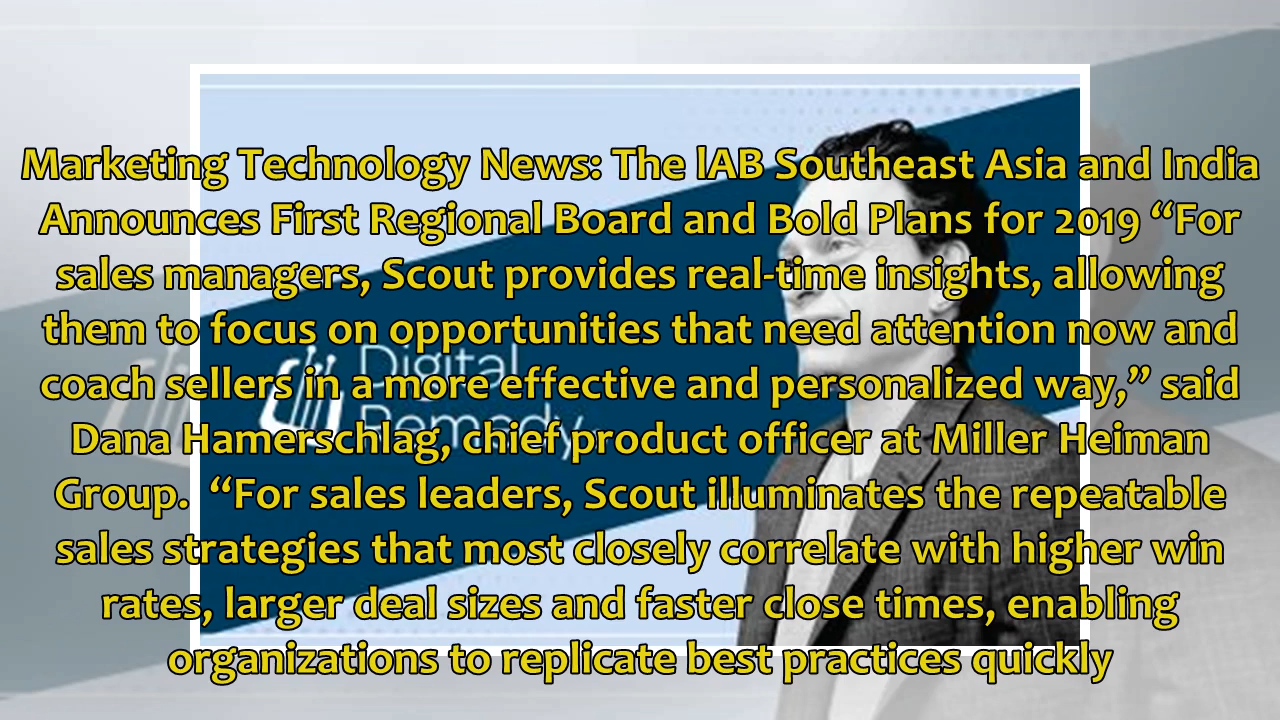 Marketing Technology News: The lAB Southeast Asia and India
Announces First Regional Board and Bold Plans for 2019 “For
sales managers, Scout provides real-time insights, allowing
them to focus on opportunities that need attention now and
coach sellers in a more effective and personalized way,” said
Dana Hamerschlag, chief product officer at Miller Heiman
Group.  “For sales leaders, Scout illuminates the repeatable
sales strategies that most closely correlate with higher win
rates, larger deal sizes and faster close times, enabling
organizations to replicate best practices quickly
Digital
Remedy